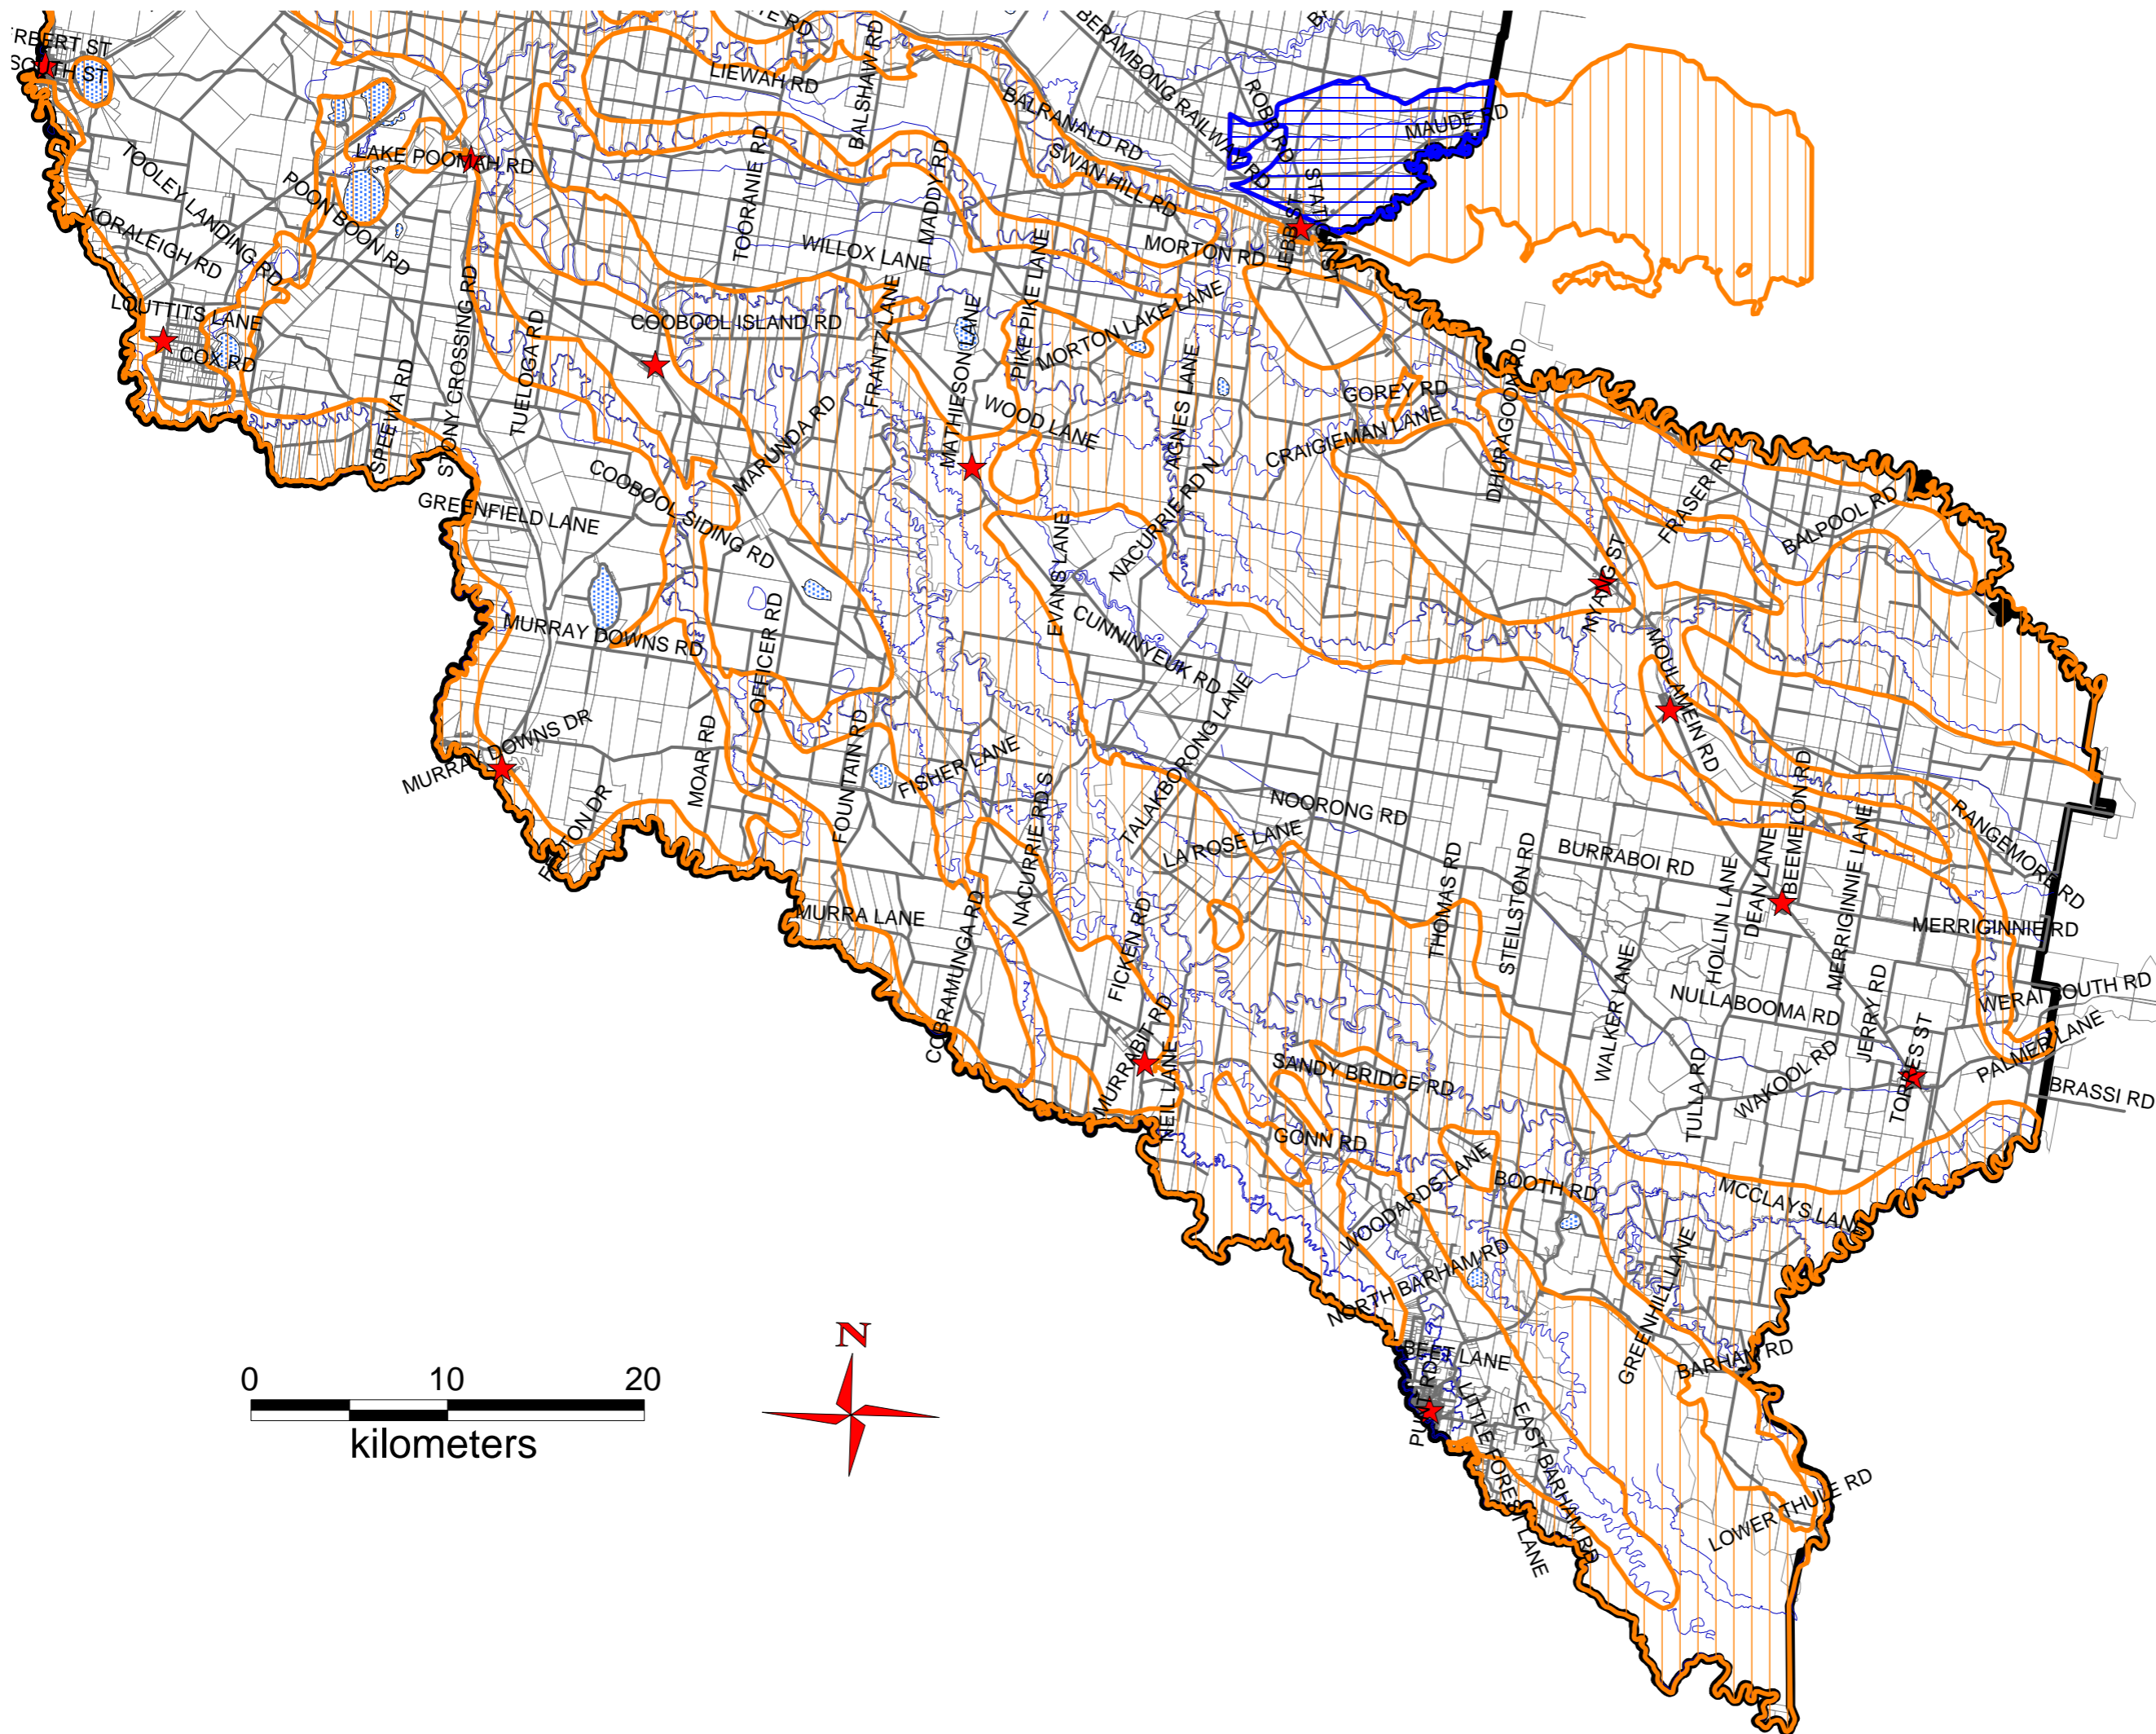 BERAMBONG RAILWAY RD
BALSHAW RD
LIEWAH RD
SOUTH ST
ROBB RD
MAUDE RD
BALRANALD RD
SWAN HILL RD
LAKE POOMAH RD
TOOLEY LANDING RD
POON BOON RD
TOORANIE RD
MADDY RD
KORALEIGH RD
WILLOX LANE
MORTON RD
JEBB ST
LOUTTITS LANE
COX RD
SPEEWA RD
STONY CROSSING RD
TUELOGA RD
COOBOOL ISLAND RD
FRANTZ LANE
MATHIESON LANE
PIKE PIKE LANE
MORTON LAKE LANE
AGNES LANE
GOREY RD
CRAIGIEMAN LANE
DHURAGOON RD
WOOD LANE
MARUNDA RD
COOBOOL SIDING RD
GREENFIELD LANE
EVANS LANE
NACURRIE RD N
FRASER RD
BALPOOL RD
NYANG ST
MURRAY DOWNS RD
OFFICER RD
CUNNINYEUK RD
MOULAMEIN RD
MURRAY DOWNS DR
MOAR RD
FOUNTAIN RD
FISHER LANE
TALAKBORONG LANE
NACURRIE RD S
NOORONG RD
LA ROSE LANE
FENTON DR
BURRABOI RD
BEEMELON RD
DEAN LANE
HOLLIN LANE
MERRIGINNIE LANE
RANGEMORE RD
MERRIGINNIE RD
THOMAS RD
STEILSTON RD
MURRA LANE
COBRAMUNGA RD
FICKEN RD
WALKER LANE
NULLABOOMA RD
JERRY RD
WERAI SOUTH RD
PALMER LANE
BRASSI RD
MURRABIT RD
NEIL LANE
SANDY BRIDGE RD
TULLA RD
WAKOOL RD
TORRES ST
GONN RD
WOODARDS LANE
BOOTH RD
MCCLAYS LANE
NORTH BARHAM RD
GREENHILL LANE
BARHAM RD
BEET LANE
PUNT RD
LITTLE FOREST LANE
EAST BARHAM RD
LOWER THULE RD
N
0 10 20
kilometers